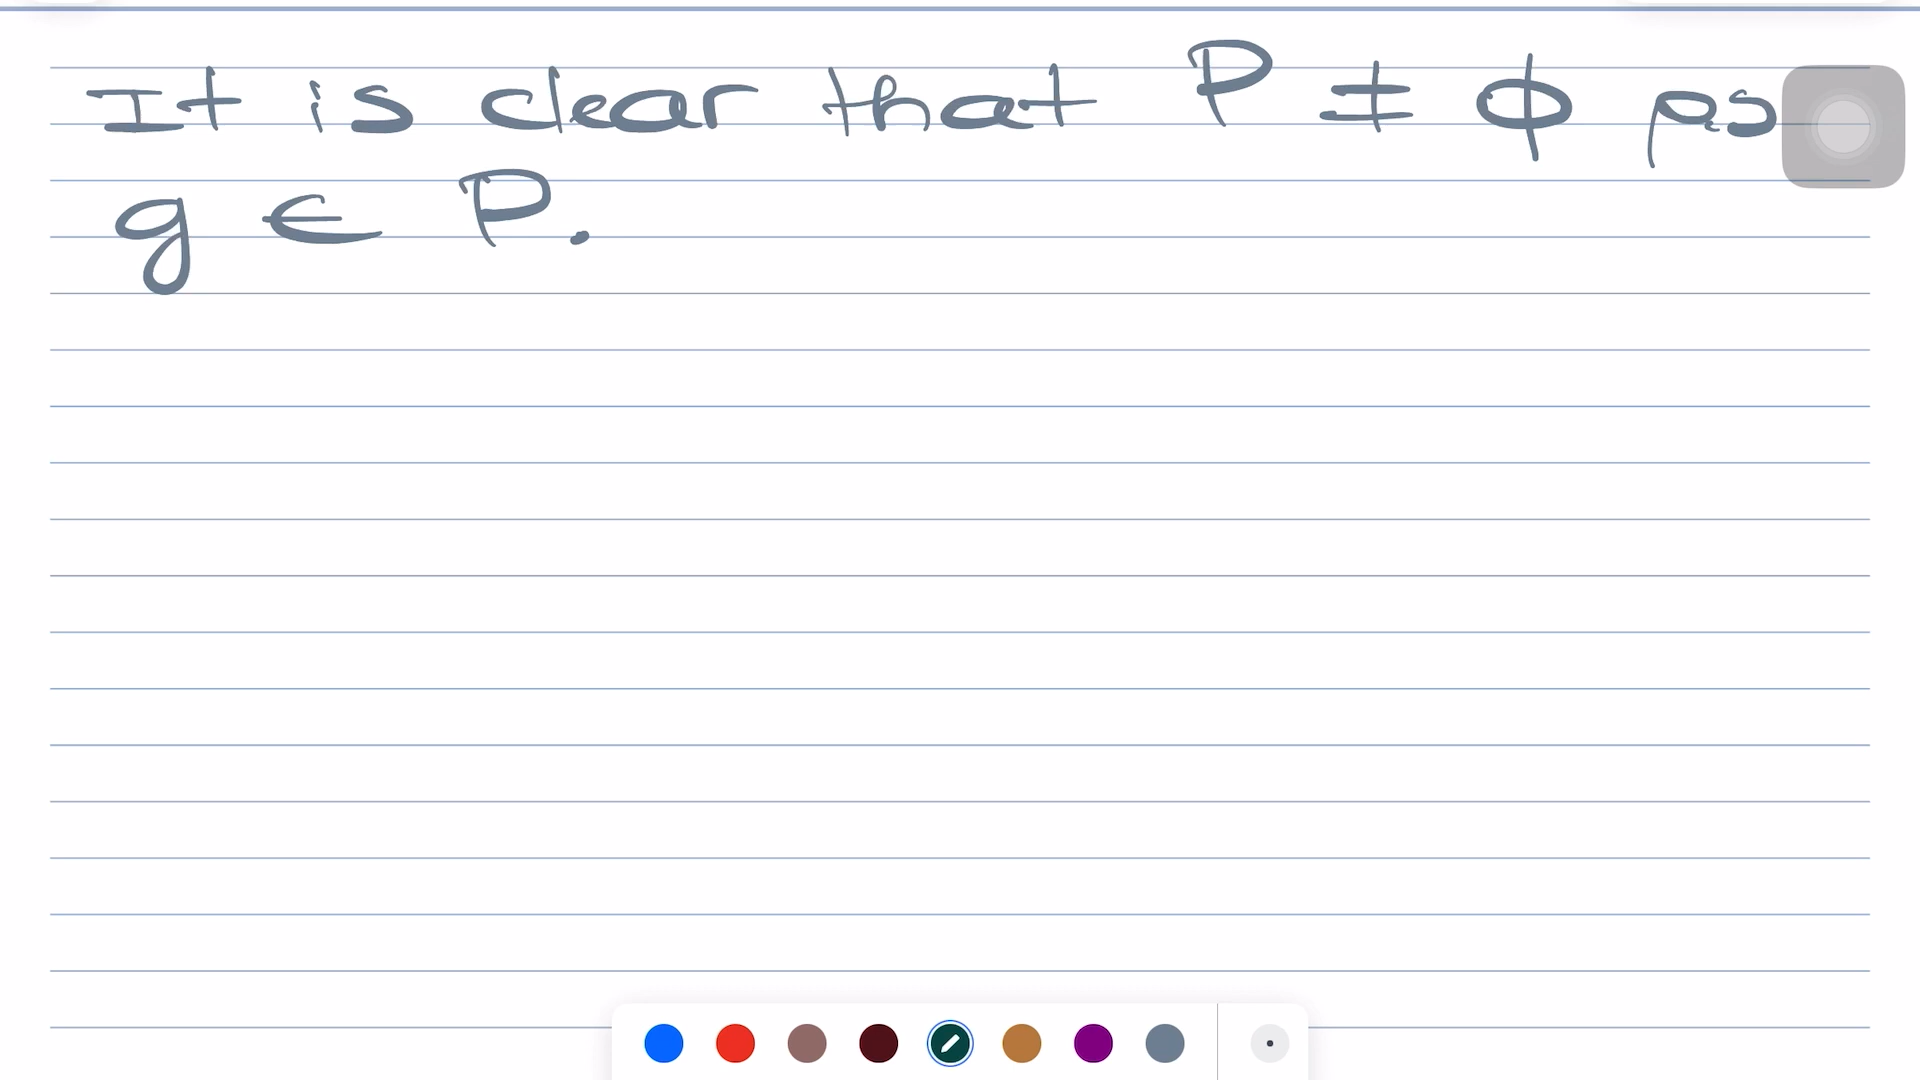 It is clear that P ≠ ϕ as
g ∈ P.